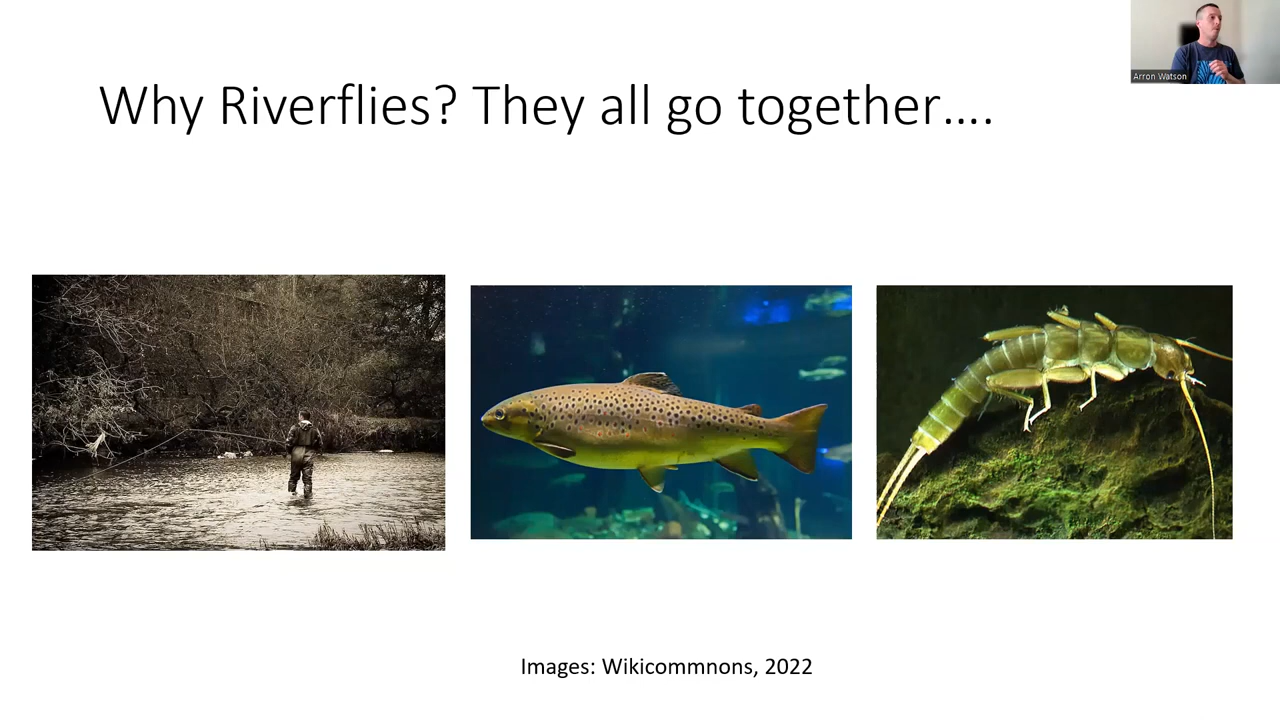 Arron Watson
Why Riverflies? They all go together....
Images: Wikicommnons, 2022